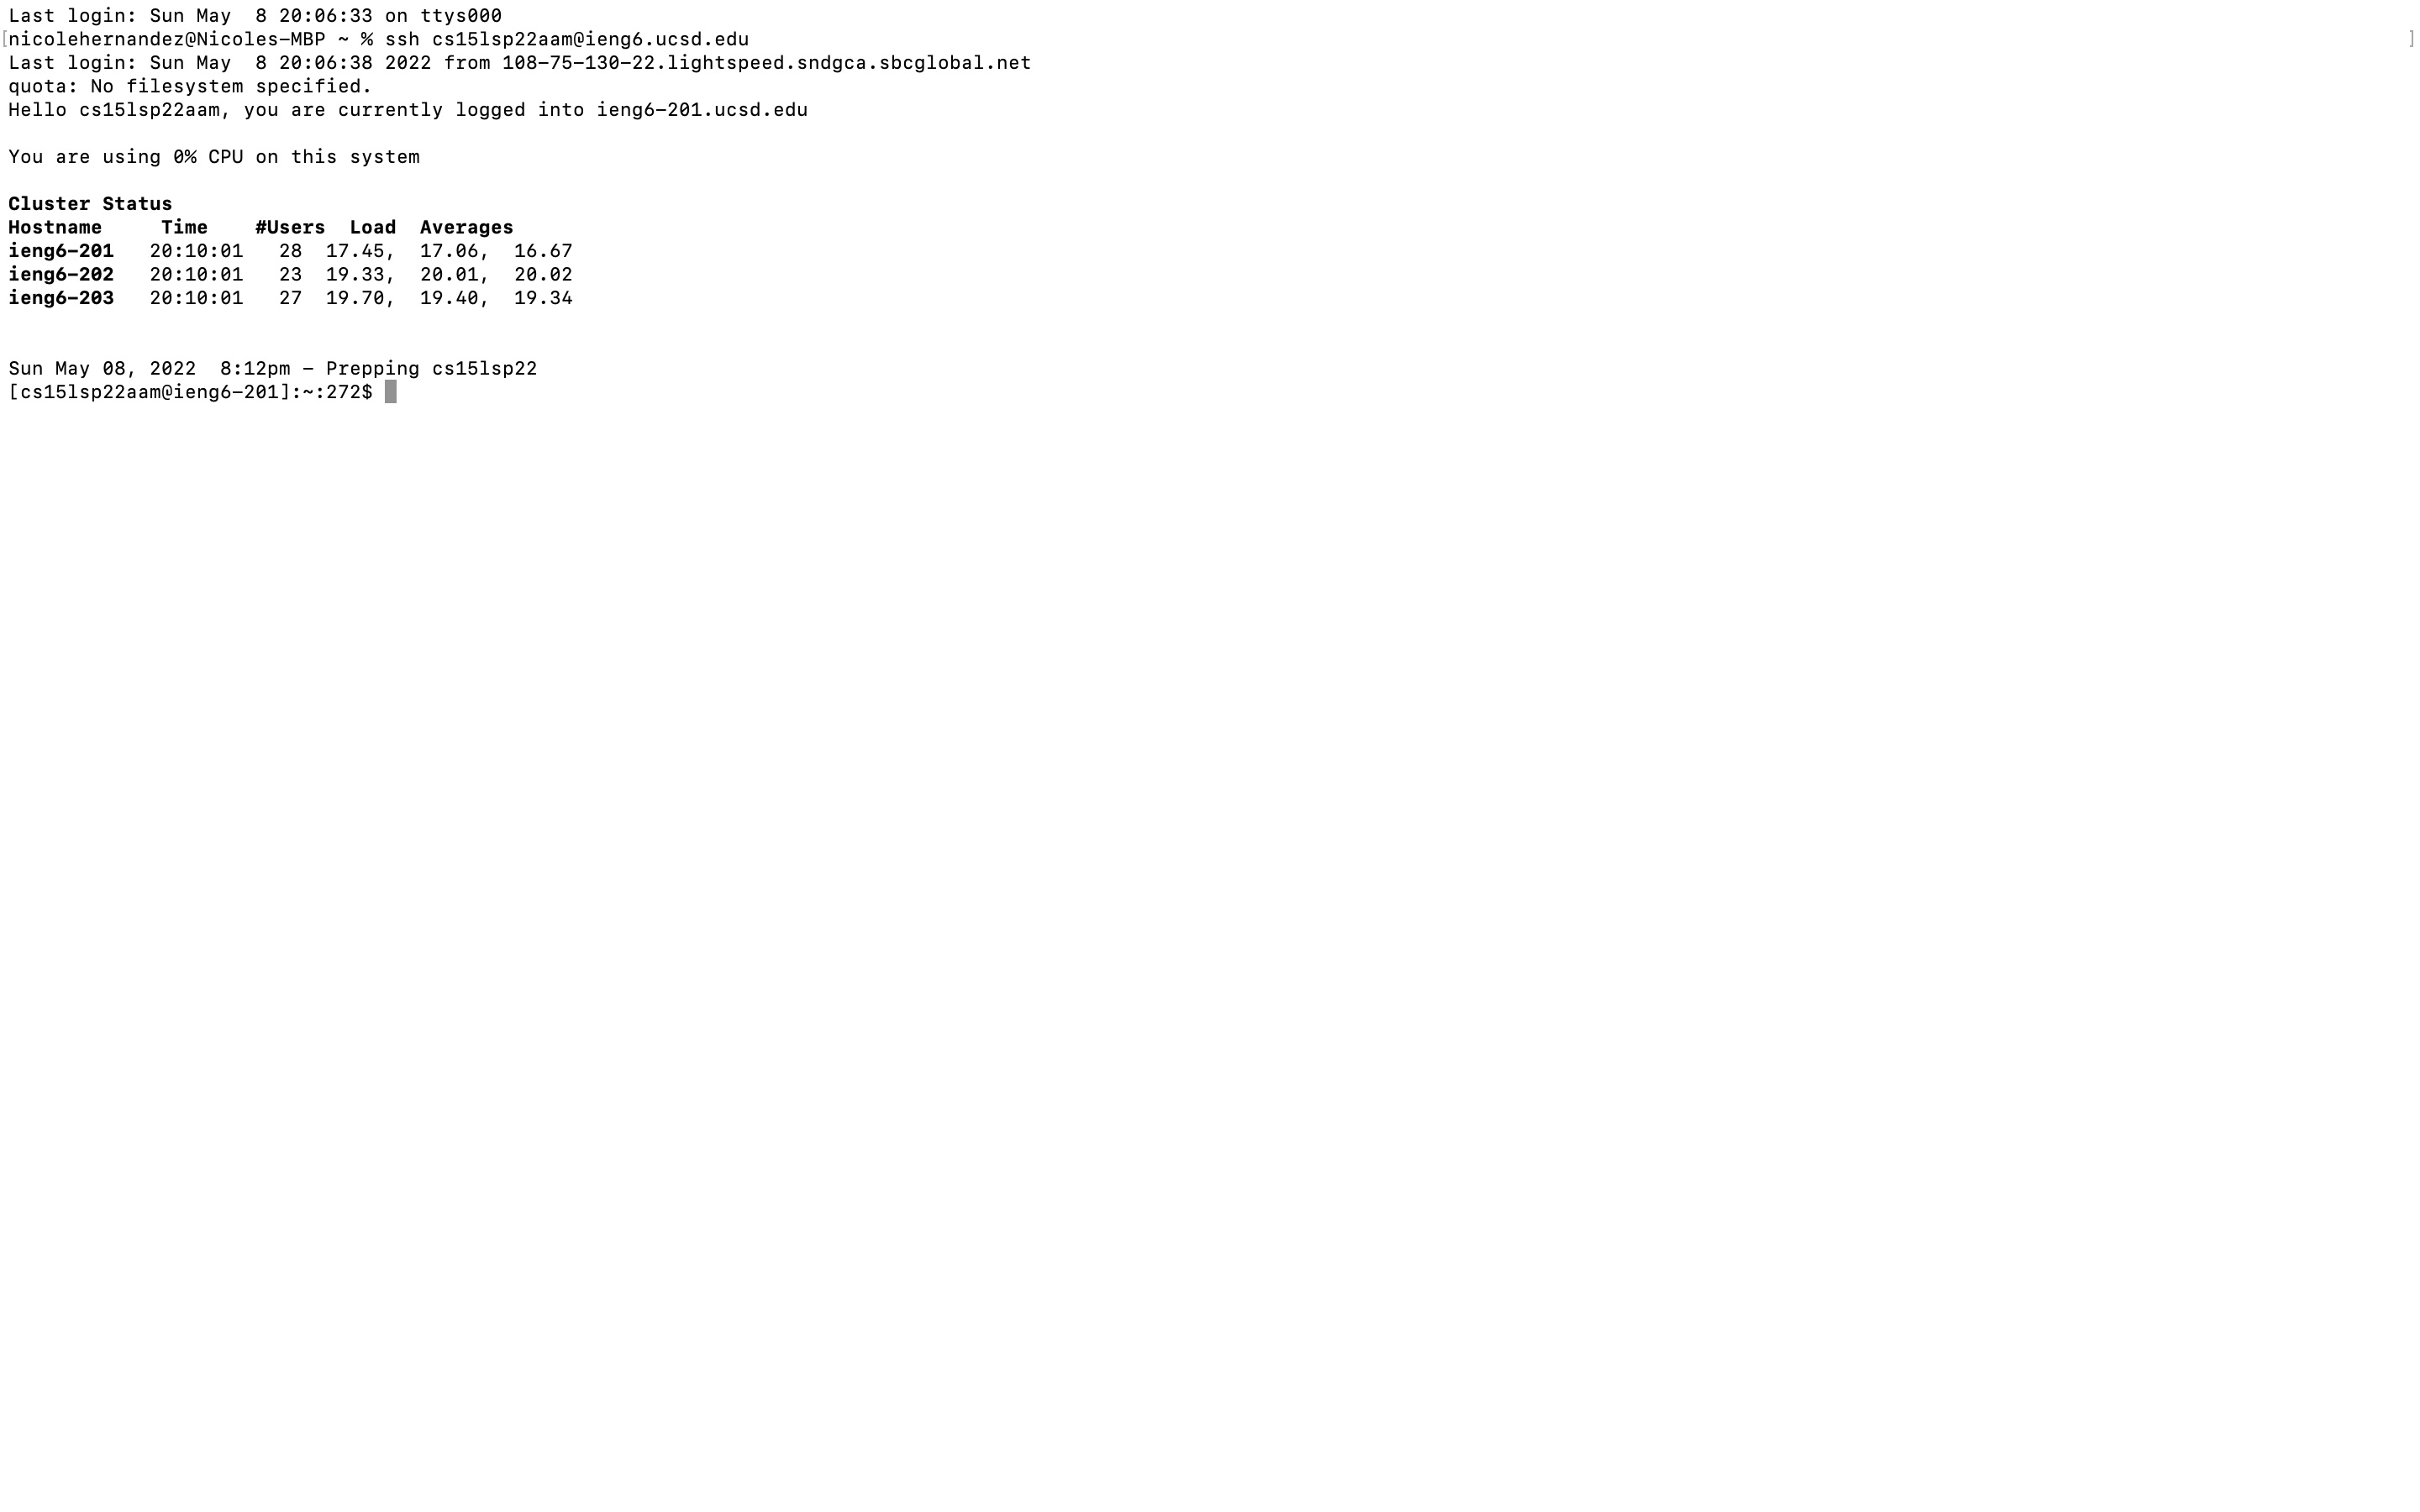 Last login: Sun May  8 20:06:33 on ttys000
[nicolehernandez@Nicoles-MBP ~ % ssh cs15lsp22aam@ieng6.ucsd.edu ]
Last login: Sun May  8 20:06:38 2022 from 108-75-130-22.lightspeed.sndgca.sbcglobal.net
quota: No filesystem specified.
Hello cs15lsp22aam, you are currently logged into ieng6-201.ucsd.edu
You are using 0% CPU on this system
Cluster Status
Hostname     Time    #Users  Load  Averages
ieng6-201   20:10:01   28  17.45,  17.06,  16.67
ieng6-202   20:10:01   23  19.33,  20.01,  20.02
ieng6-203   20:10:01   27  19.70,  19.40,  19.34
Sun May 08, 2022  8:12pm - Prepping cs15lsp22
[cs15lsp22aam@ieng6-201]:~:272$